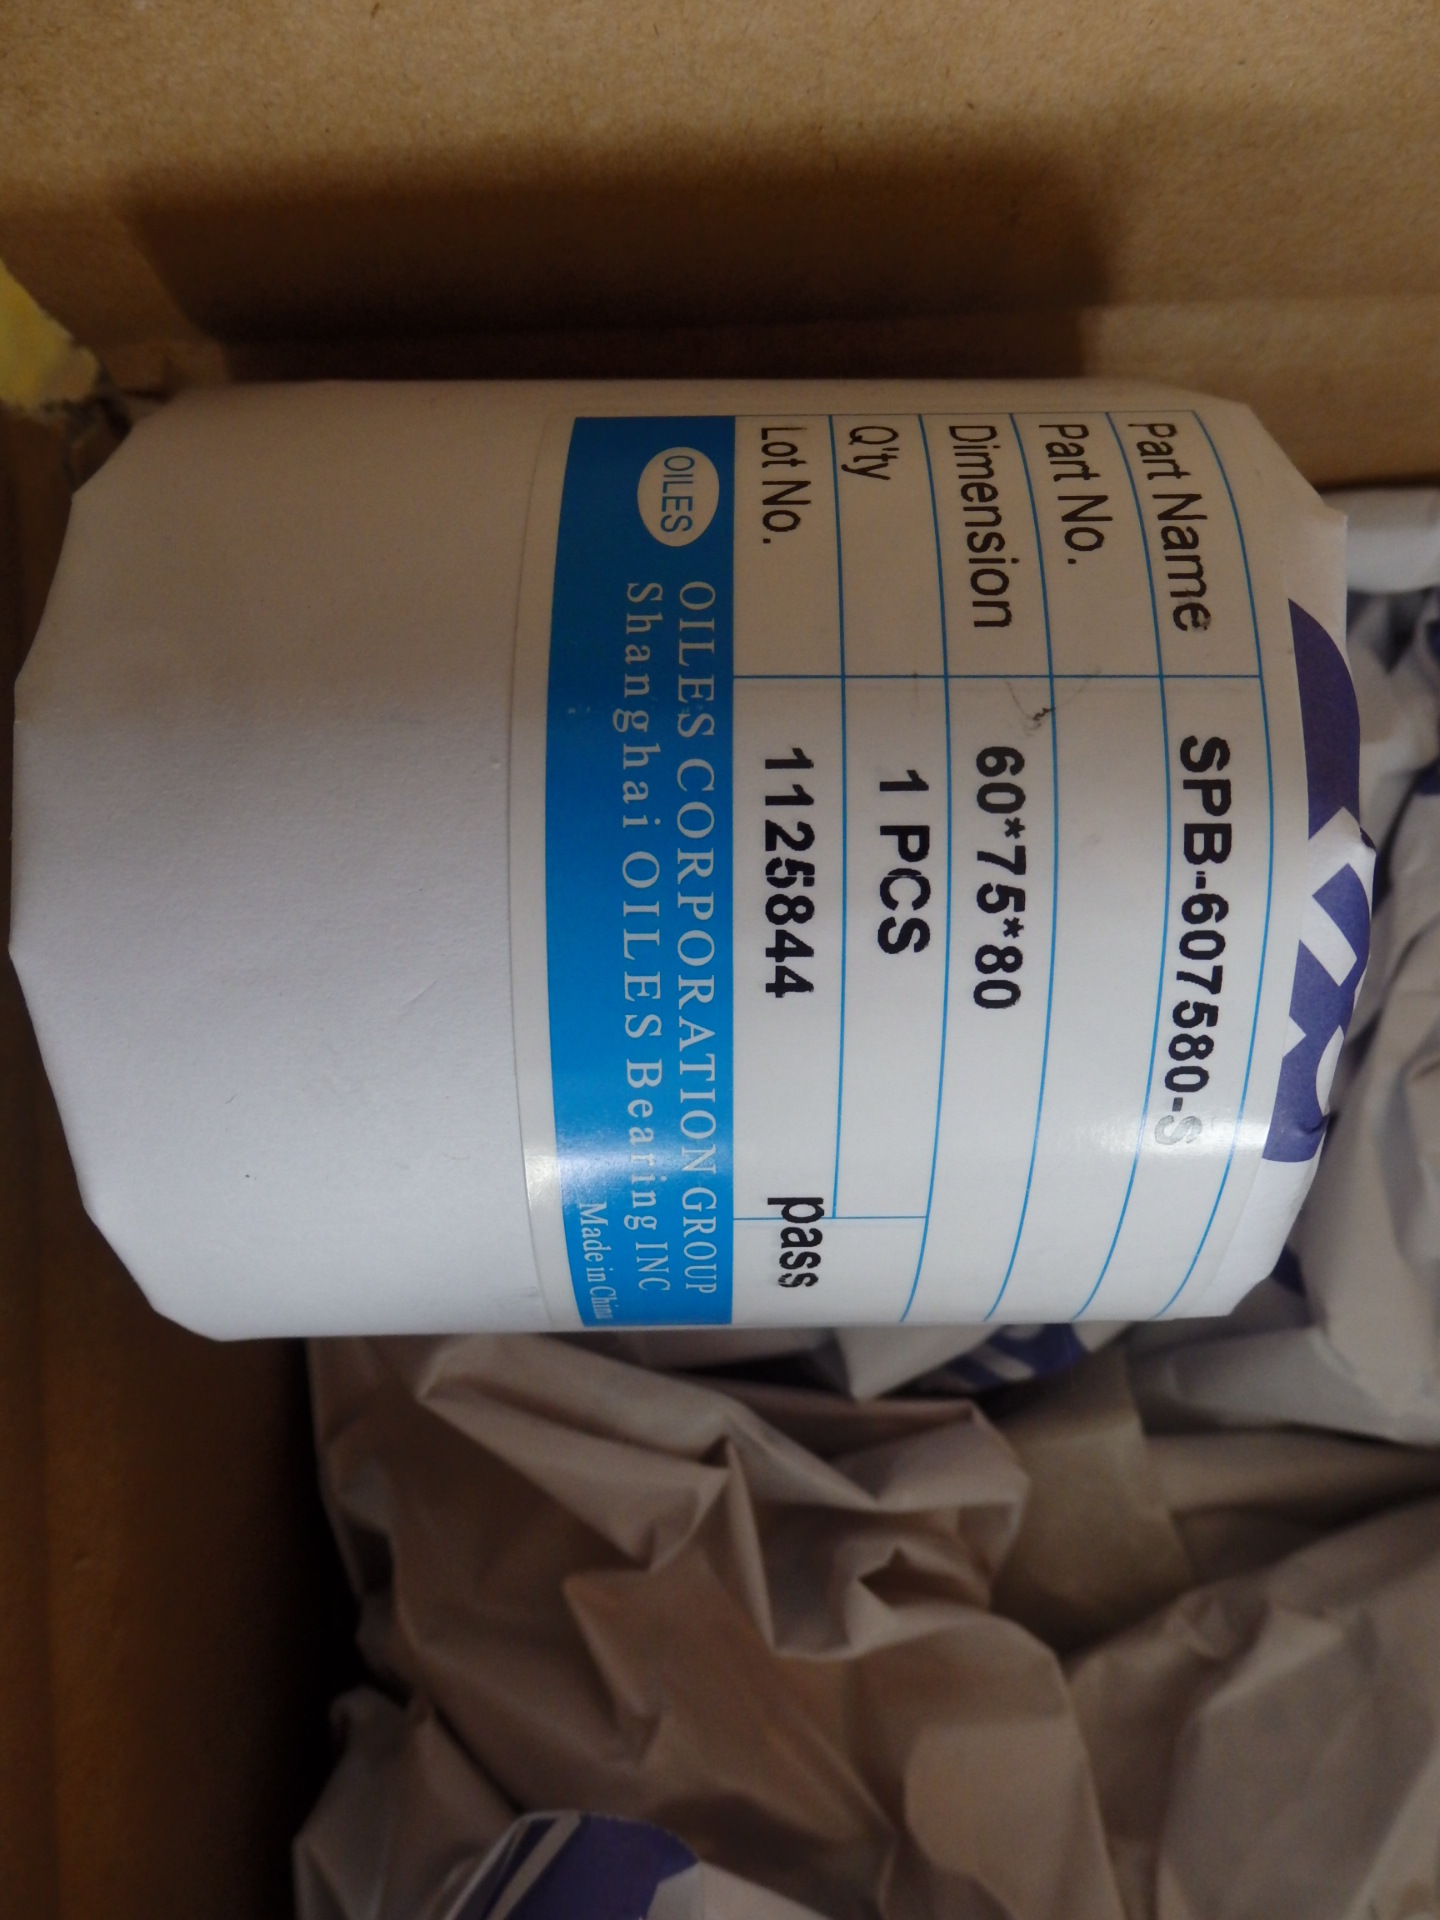 Part Name SPB-607580-S
Part No.
Dimension 60*75*80
Q'ty 1 PCS
Lot No. 1125844 pass
OILES OILES CORPORATION GROUP
Shanghai OILES Bearing INC
Made in China